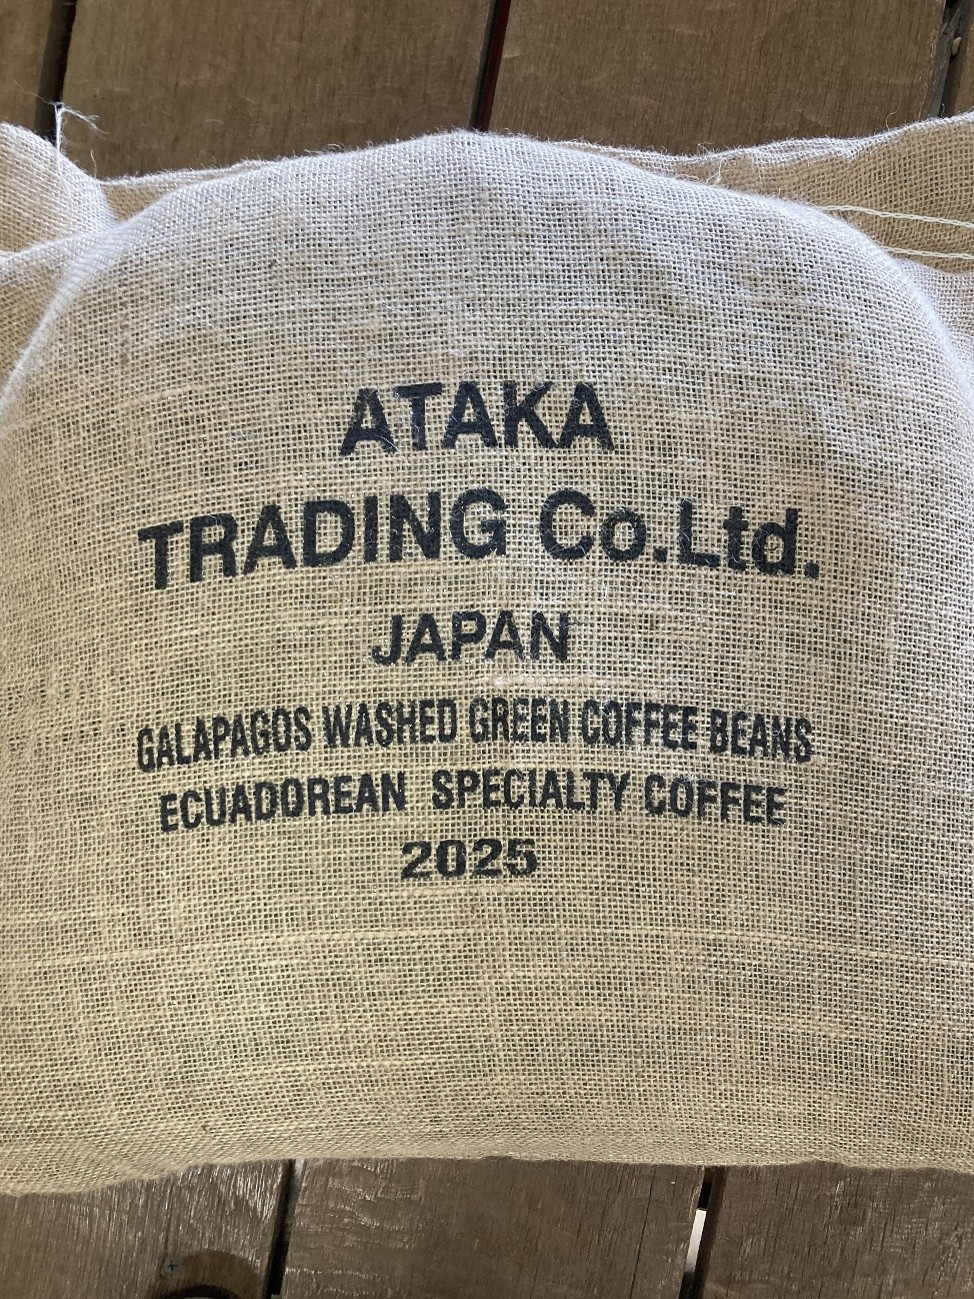 ATAKA
TRADING Co.Ltd.
JAPAN
GALAPAGOS WASHED GREEN COFFEE BEANS
ECUADOREAN SPECIALTY COFFEE
2025